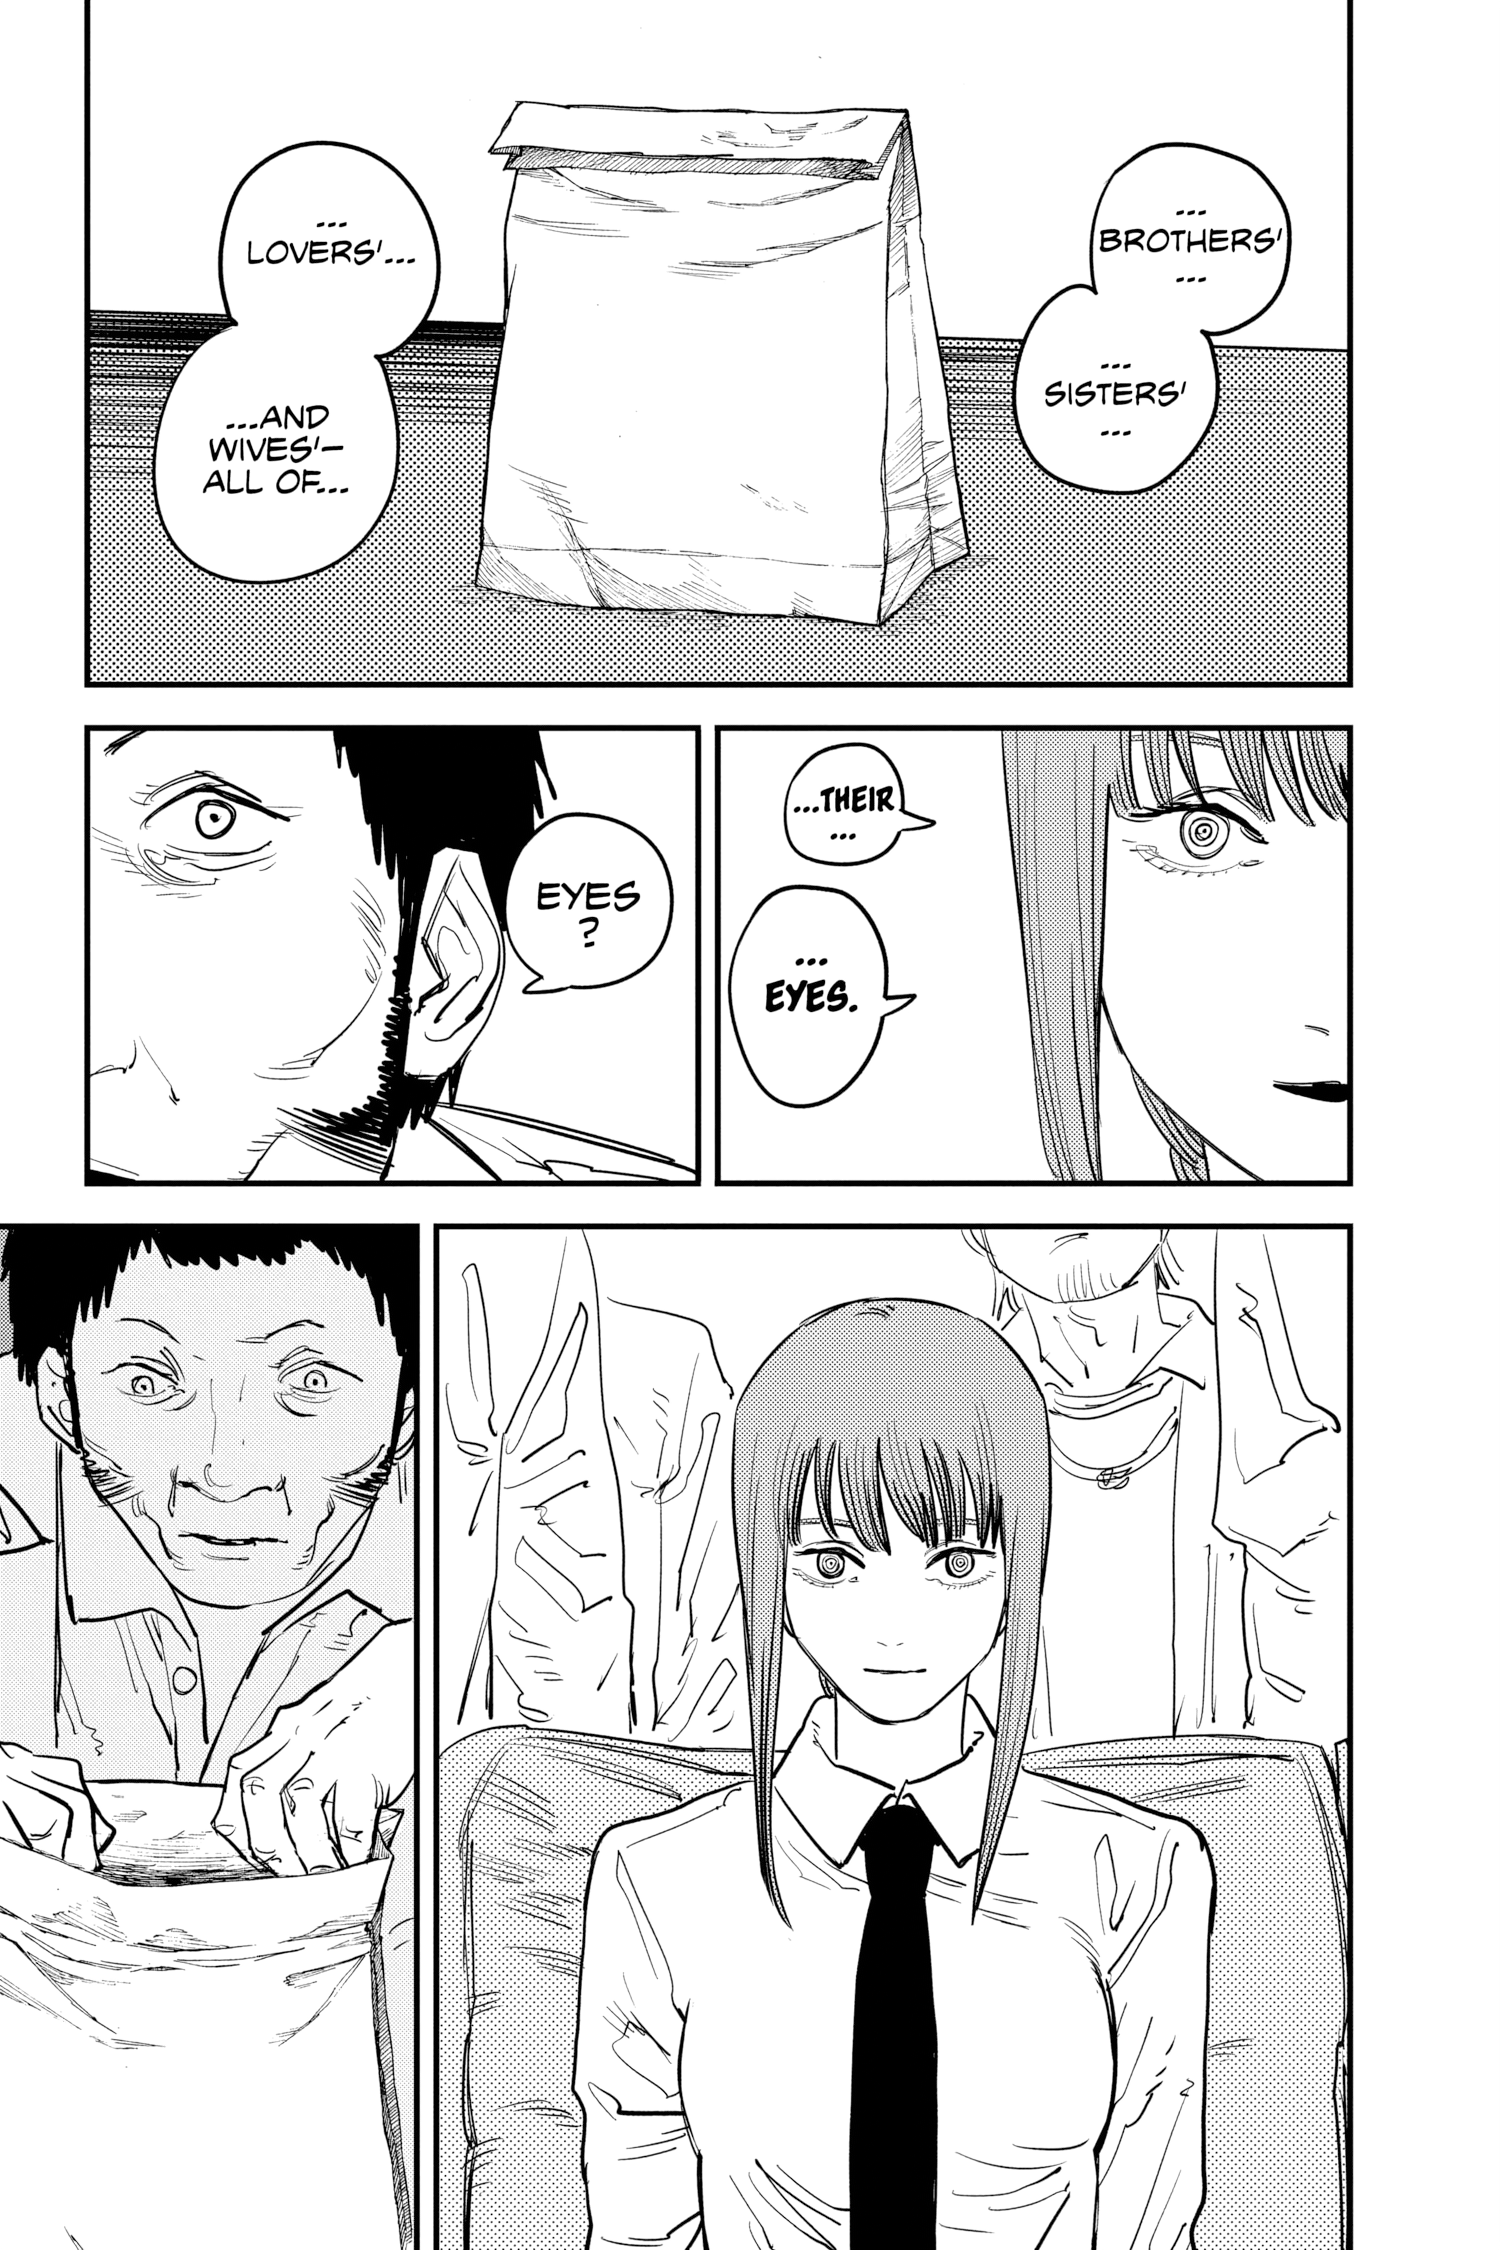 ...
BROTHERS'
...
...
SISTERS'
...
...
LOVERS'...
...AND
WIVES'–
ALL OF...
...THEIR
...
...
EYES.
EYES
?